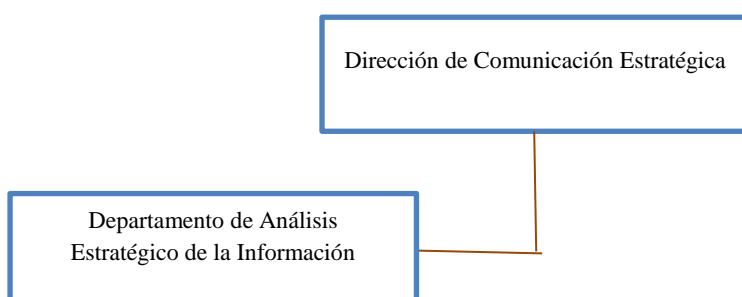 Dirección de Comunicación Estratégica
Departamento de Análisis
Estratégico de la Información